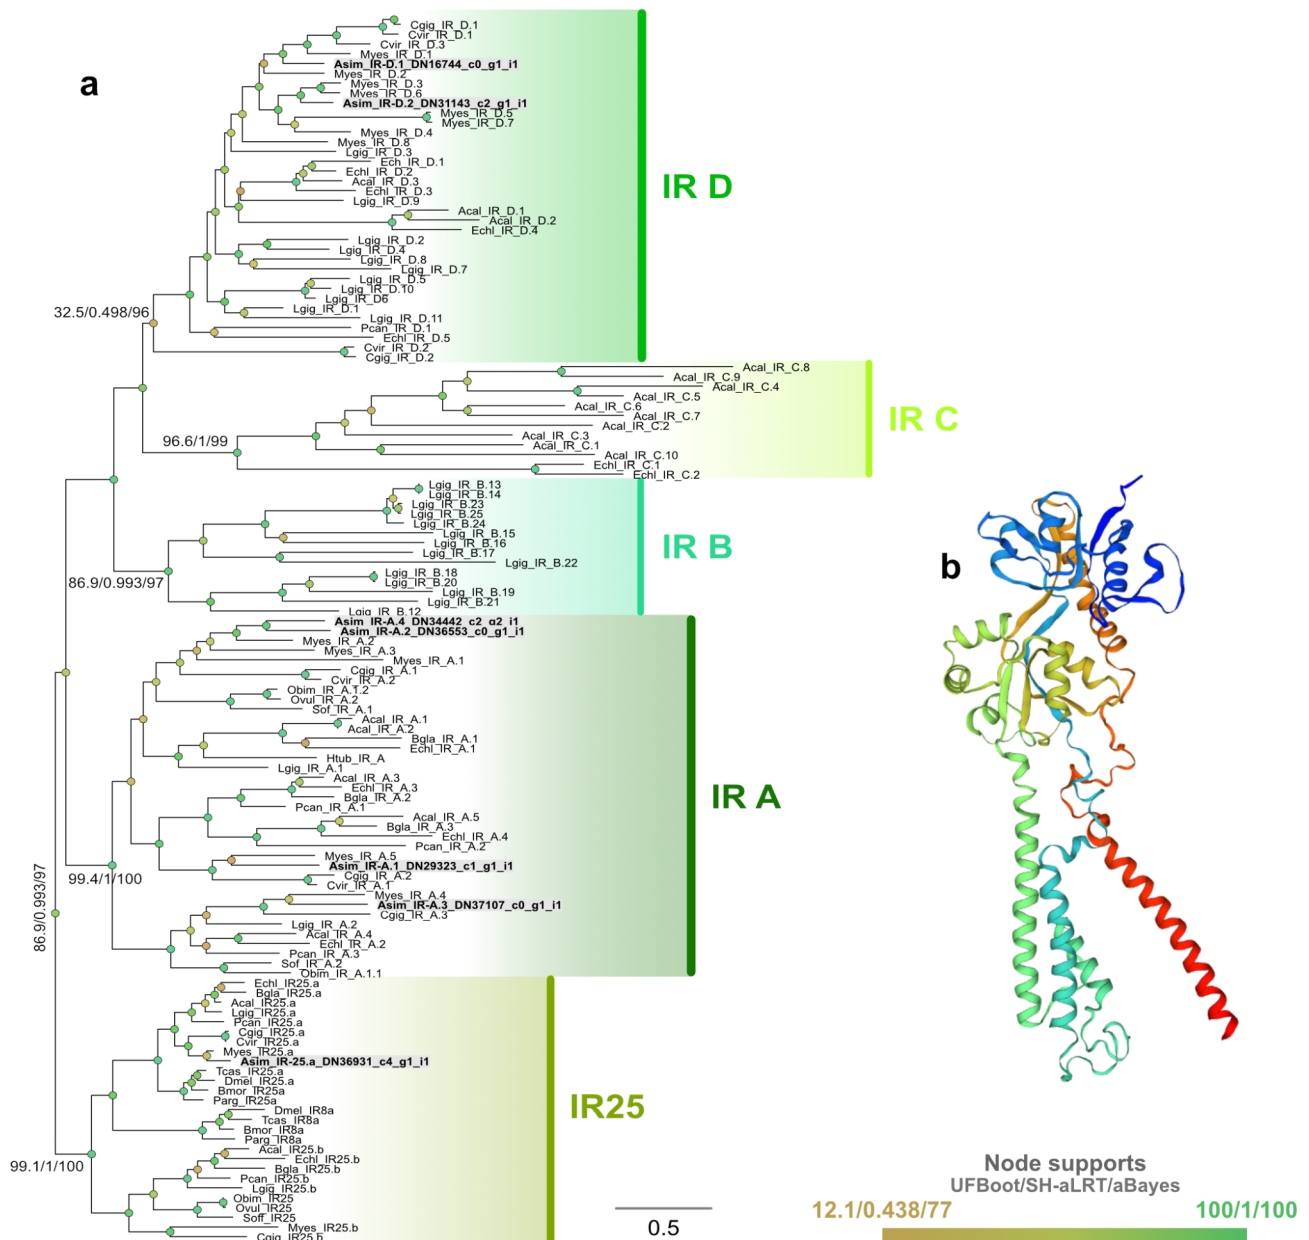 a
Cgig_IR_D.1
Cvir_IR_D.1
Cvir_IR_D.3
Myes_IR_D.1
Asim_IR-D.1_DN16744_c0_g1_i1
Myes_IR_D.2
Myes_IR_D.3
Myes_IR_D.6
Asim_IR-D.2_DN31143_c2_g1_i1
Myes_IR_D.5
Myes_IR_D.7
Myes_IR_D.4
Myes_IR_D.8
Lgig_IR_D.3
Ech_IR_D.1
Echl_IR_D.2
Acal_IR_D.3
Echl_IR_D.3
Lgig_IR_D.9
Acal_IR_D.1
Acal_IR_D.2
Echl_IR_D.4
Lgig_IR_D.2
Lgig_IR_D.4
Lgig_IR_D.8
Lgig_IR_D.7
Lgig_IR_D.5
Lgig_IR_D.10
Lgig_IR_D6
Lgig_IR_D.1
Lgig_IR_D.11
Pcan_IR_D.1
Echl_IR_D.5
Cvir_IR_D.2
Cgig_IR_D.2
IR D
32.5/0.498/96
Acal_IR_C.8
Acal_IR_C.9
Acal_IR_C.4
Acal_IR_C.5
Acal_IR_C.6
Acal_IR_C.7
Acal_IR_C.2
Acal_IR_C.3
Acal_IR_C.1
Acal_IR_C.10
Echl_IR_C.1
Echl_IR_C.2
IR C
96.6/1/99
Lgig_IR_B.13
Lgig_IR_B.14
Lgig_IR_B.23
Lgig_IR_B.25
Lgig_IR_B.24
Lgig_IR_B.15
Lgig_IR_B.16
Lgig_IR_B.17
Lgig_IR_B.22
Lgig_IR_B.18
Lgig_IR_B.20
Lgig_IR_B.19
Lgig_IR_B.21
Lgig_IR_B.12
IR B
86.9/0.993/97
Asim_IR-A.4_DN34442_c2_g2_i1
Asim_IR-A.2_DN36553_c0_g1_i1
Myes_IR_A.2
Myes_IR_A.3
Myes_IR_A.1
Cgig_IR_A.1
Cvir_IR_A.2
Obim_IR_A.1.2
Ovul_IR_A.2
Sof_IR_A.1
Acal_IR_A.1
Acal_IR_A.2
Bgla_IR_A.1
Echl_IR_A.1
Htub_IR_A
Lgig_IR_A.1
Acal_IR_A.3
Echl_IR_A.3
Bgla_IR_A.2
Pcan_IR_A.1
Acal_IR_A.5
Bgla_IR_A.3
Echl_IR_A.4
Pcan_IR_A.2
Myes_IR_A.5
Asim_IR-A.1_DN29323_c1_g1_i1
Cgig_IR_A.2
Cvir_IR_A.1
Myes_IR_A.4
Asim_IR-A.3_DN37107_c0_g1_i1
Cgig_IR_A.3
Lgig_IR_A.2
Acal_IR_A.4
Echl_IR_A.2
Pcan_IR_A.3
Sof_IR_A.2
Obim_IR_A.1.1
IR A
99.4/1/100
86.9/0.993/97
Echl_IR25.a
Bgla_IR25.a
Acal_IR25.a
Lgig_IR25.a
Pcan_IR25.a
Cgig_IR25.a
Cvir_IR25.a
Myes_IR25.a
Asim_IR-25.a_DN36931_c4_g1_i1
Tcas_IR25.a
Dmel_IR25.a
Bmor_IR25a
Parg_IR25a
Dmel_IR8a
Tcas_IR8a
Bmor_IR8a
Parg_IR8a
Acal_IR25.b
Echl_IR25.b
Bgla_IR25.b
Pcan_IR25.b
Lgig_IR25.b
Obim_IR25
Ovul_IR25
Soff_IR25
Myes_IR25.b
Cgig_IR25.b
IR25
99.1/1/100
0.5
b
Node supports
UFBoot/SH-aLRT/aBayes
12.1/0.438/77
100/1/100